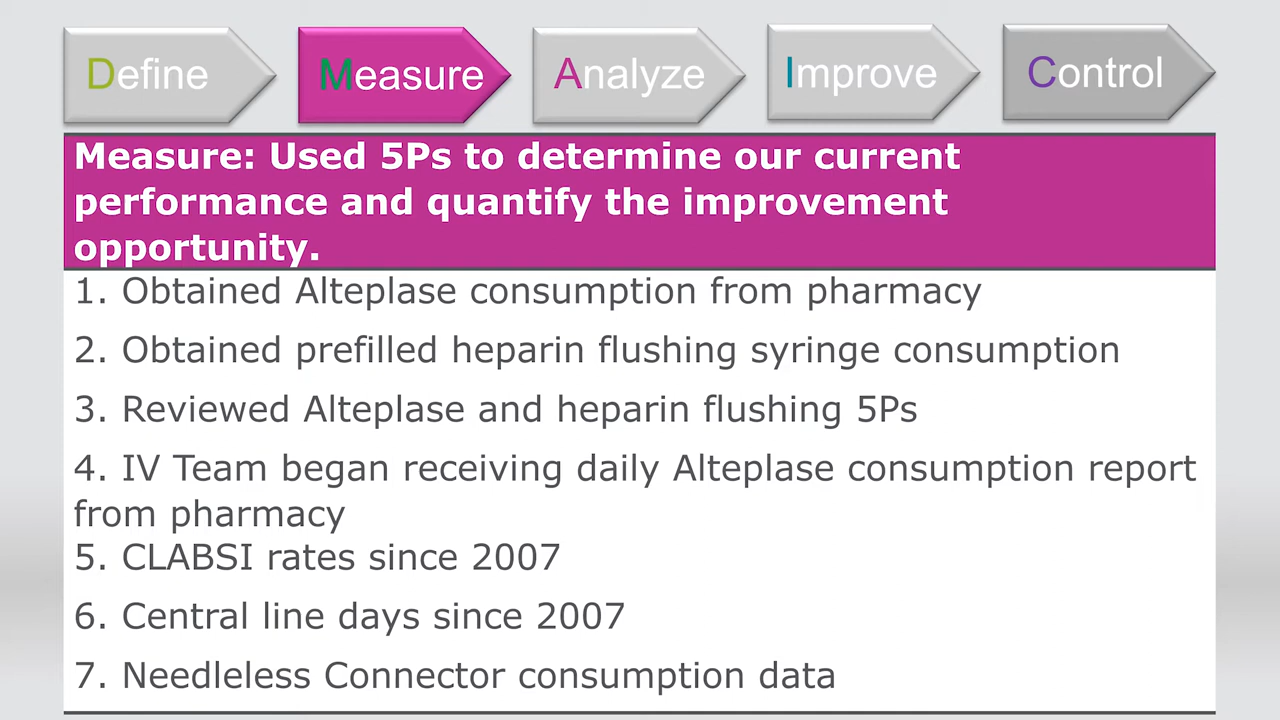 Define
Measure
Analyze
Improve
Control
Measure: Used 5Ps to determine our current
performance and quantify the improvement
opportunity.
1. Obtained Alteplase consumption from pharmacy
2. Obtained prefilled heparin flushing syringe consumption
3. Reviewed Alteplase and heparin flushing 5Ps
4. IV Team began receiving daily Alteplase consumption report
from pharmacy
5. CLABSI rates since 2007
6. Central line days since 2007
7. Needleless Connector consumption data